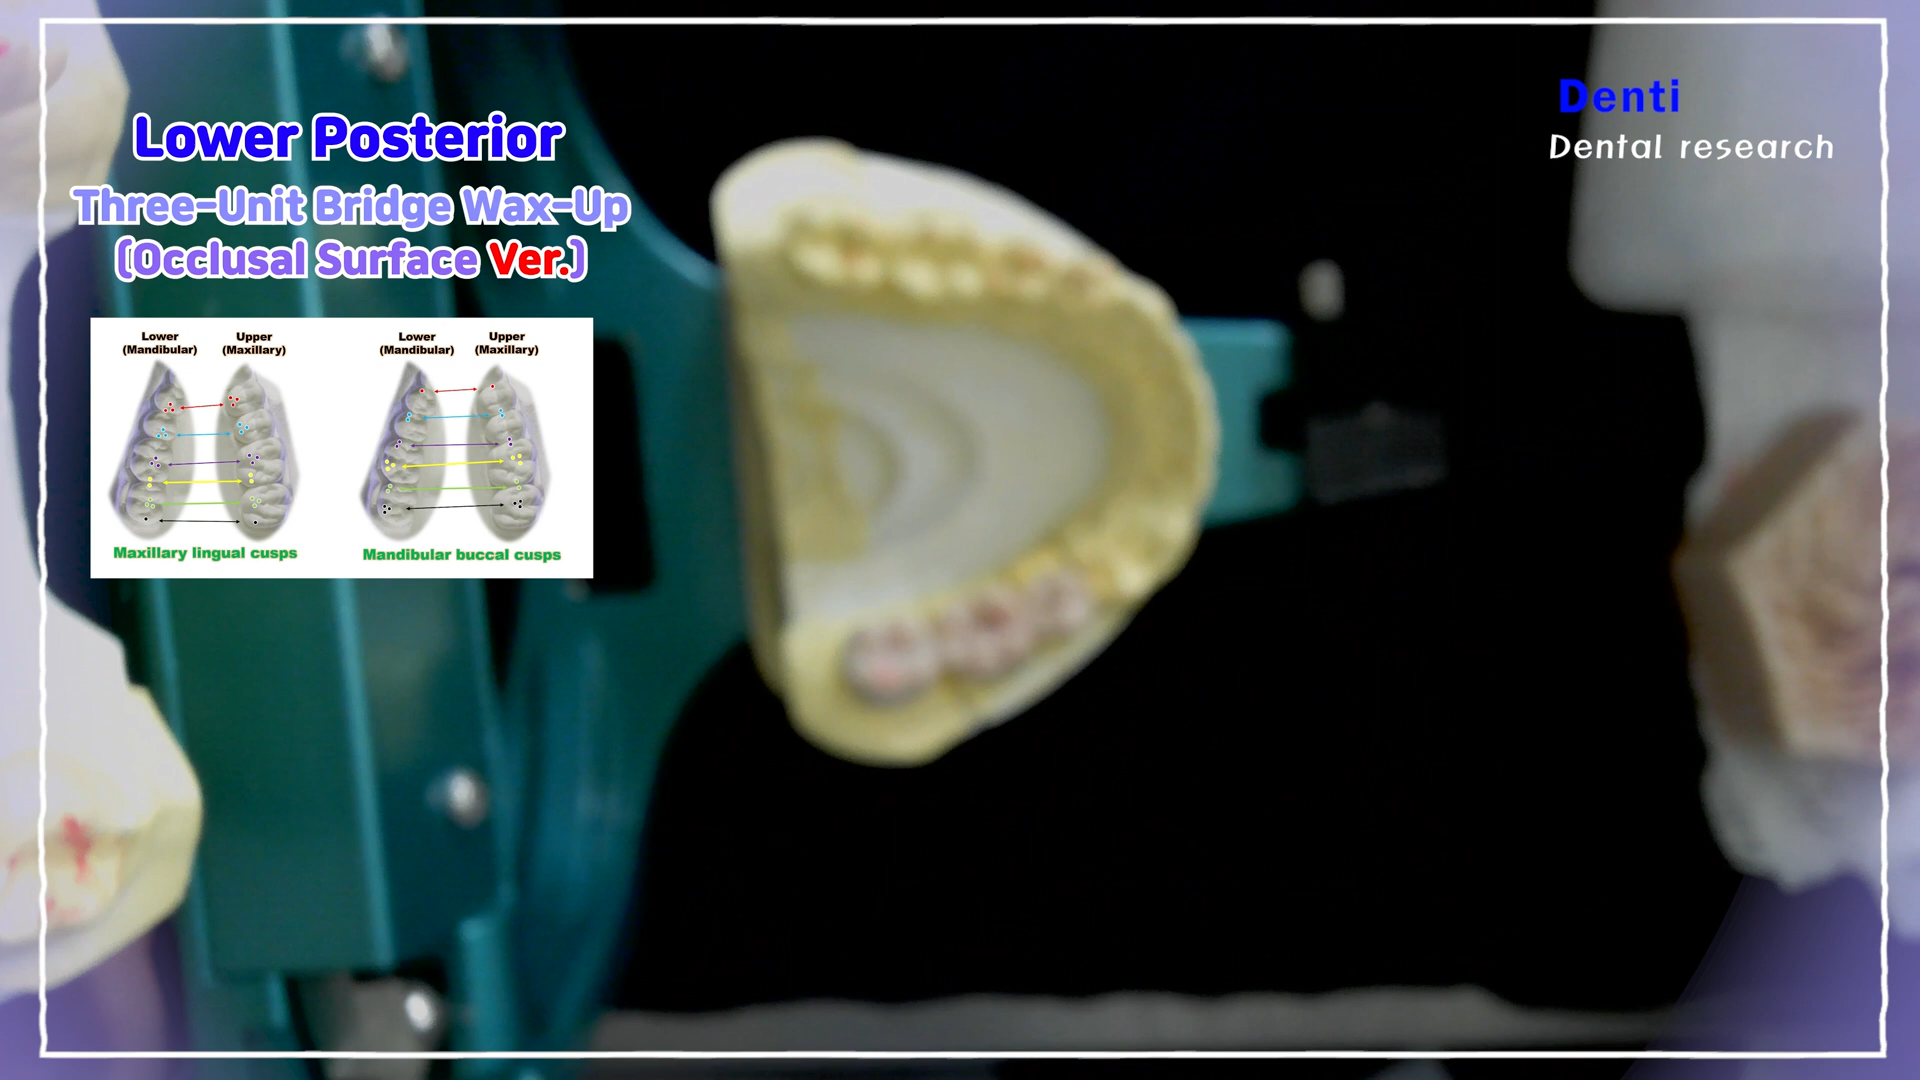 Lower Posterior
Three-Unit Bridge Wax-Up
(Occlusal Surface Ver.)
Denti
Dental research
Lower
(Mandibular)
Upper
(Maxillary)
Lower
(Mandibular)
Upper
(Maxillary)
Maxillary lingual cusps
Mandibular buccal cusps